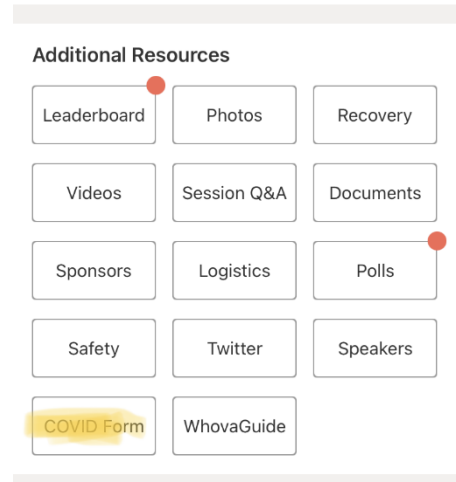 Additional Resources
Leaderboard
Photos
Recovery
Videos
Session Q&A
Documents
Sponsors
Logistics
Polls
Safety
Twitter
Speakers
COVID Form
WhovaGuide